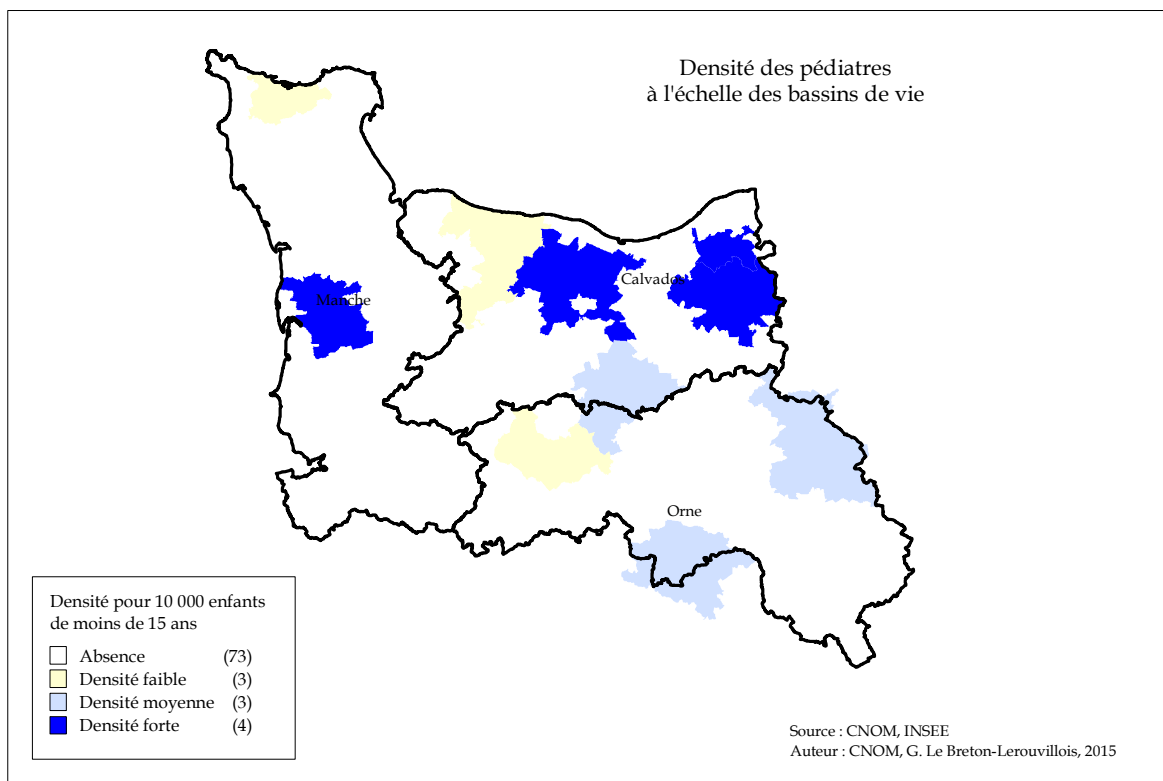 Densité des pédiatres
à l'échelle des bassins de vie
Calvados
Manche
Orne
Densité pour 10 000 enfants
de moins de 15 ans
Absence (73)
Densité faible (3)
Densité moyenne (3)
Densité forte (4)
Source : CNOM, INSEE
Auteur : CNOM, G. Le Breton-Lerouvillois, 2015